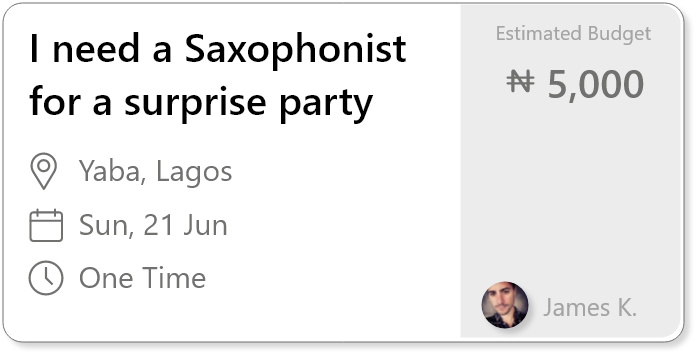 I need a Saxophonist
for a surprise party
Yaba, Lagos
Sun, 21 Jun
One Time
Estimated Budget
₦ 5,000
James K.